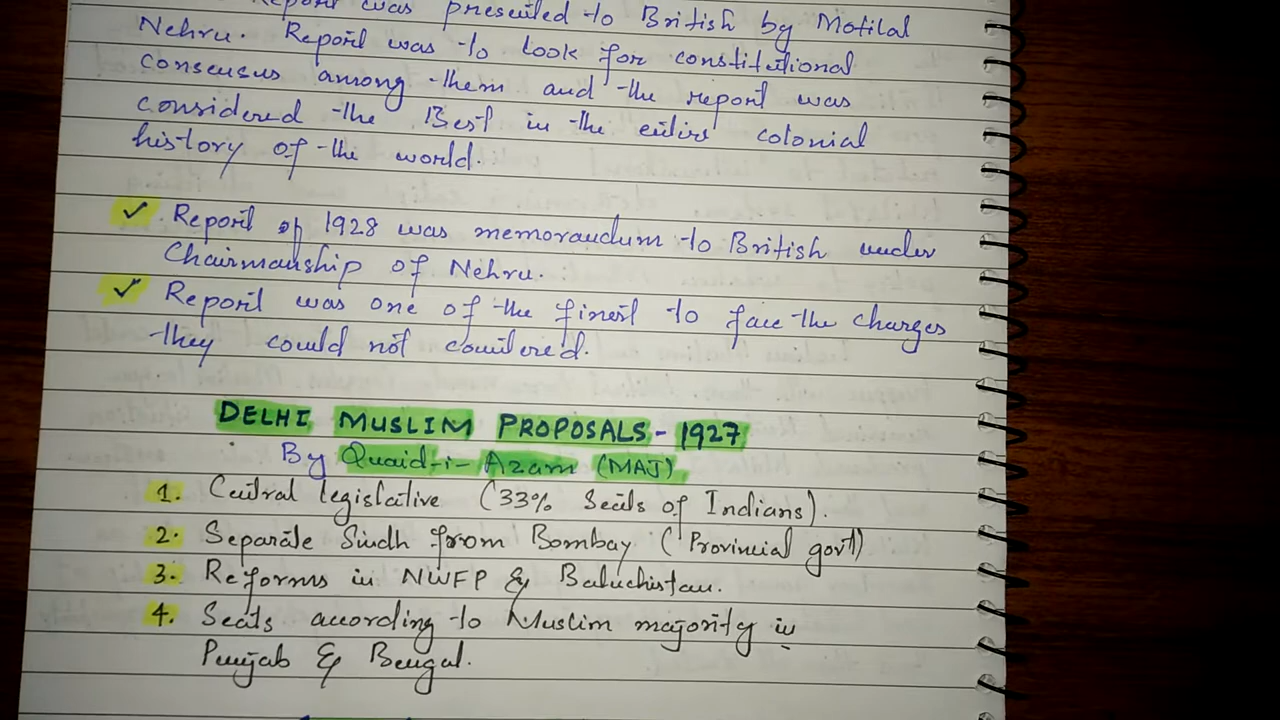 Report was presented to British by Motilal
Nehru. Report was to look for constitutional
consensus among them and the report was
considered the Best in the entire colonial
history of the world.
✓ Report of 1928 was memorandum to British under
Chairmanship of Nehru.
✓ Report was one of the finest to face the charges
they could not countered.
DELHI MUSLIM PROPOSALS - 1927
By Quaid-i-Azam (MAJ)
1. Central legislative (33% Seats of Indians).
2. Separate Sindh from Bombay (Provincial govt)
3. Reforms in NWFP & Baluchistan.
4. Seats according to Muslim majority in
Punjab & Bengal.